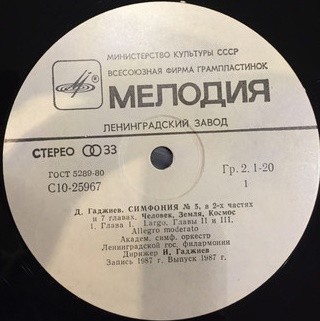 МИНИСТЕРСТВО КУЛЬТУРЫ СССР
ВСЕСОЮЗНАЯ ФИРМА ГРАМПЛАСТИНОК
МЕЛОДИЯ
ЛЕНИНГРАДСКИЙ ЗАВОД
СТЕРЕО 33
ГОСТ 5289-80
Гр. 2. 1-20
С10-25967
1
Д. Гаджиев. СИМФОНИЯ № 5, в 2-х частях
и 7 главах. Человек, Земля, Космос
1. Глава I. Largo, Главы II и III.
Allegro moderato
Академ. симф. оркестр
Ленинградской гос. филармонии
Дирижер И. Гаджиев
Запись 1987 г. Выпуск 1987 г.